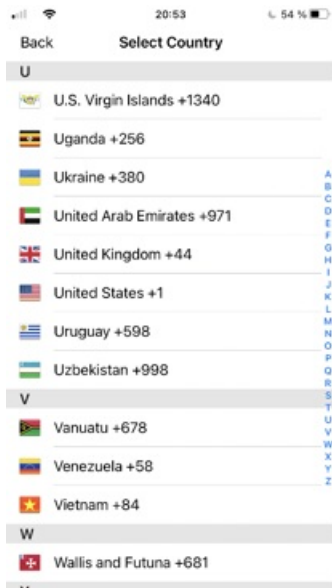 20:53
54 %
Back
Select Country
U
U.S. Virgin Islands +1340
Uganda +256
Ukraine +380
United Arab Emirates +971
United Kingdom +44
United States +1
Uruguay +598
Uzbekistan +998
V
Vanuatu +678
Venezuela +58
Vietnam +84
W
Wallis and Futuna +681
A
B
C
D
E
F
G
H
I
J
K
L
M
N
O
P
Q
R
S
T
U
V
W
X
Y
Z